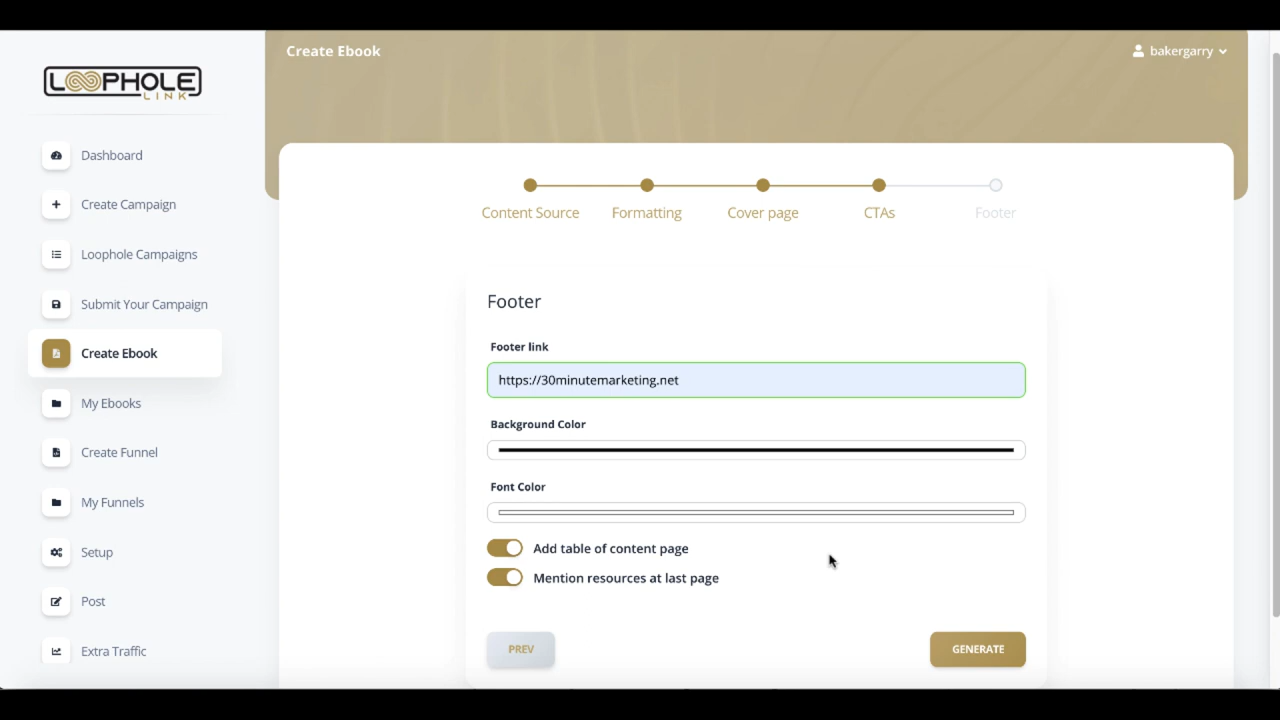 Create Ebook
bakergarry
LOOPHOLE
LINK
Dashboard
Create Campaign
Loophole Campaigns
Submit Your Campaign
Create Ebook
My Ebooks
Create Funnel
My Funnels
Setup
Post
Extra Traffic
Content Source
Formatting
Cover page
CTAs
Footer
Footer
Footer link
https://30minutemarketing.net
Background Color
Font Color
Add table of content page
Mention resources at last page
PREV
GENERATE